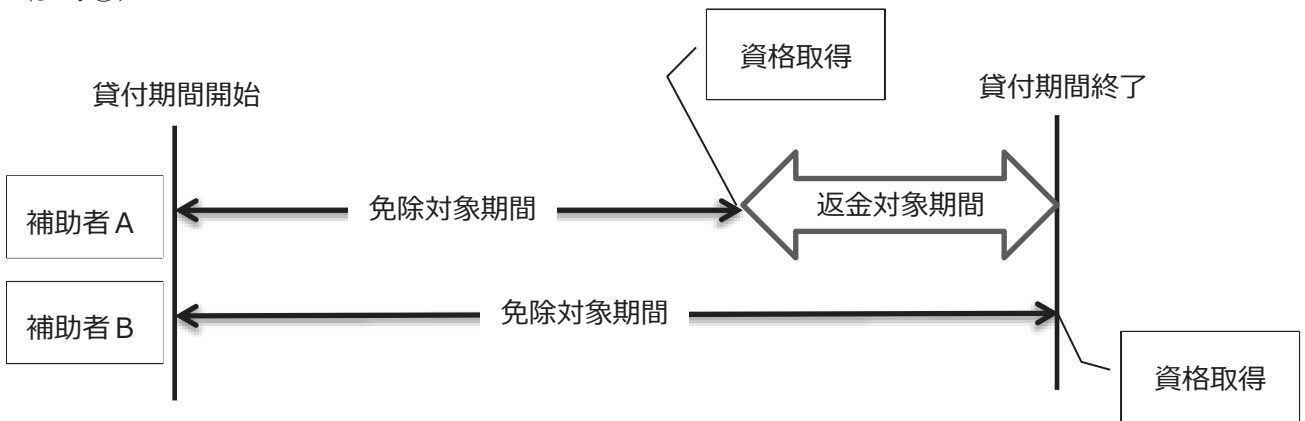 資格取得
貸付期間開始
貸付期間終了
補助者A
免除対象期間
返金対象期間
補助者B
免除対象期間
資格取得